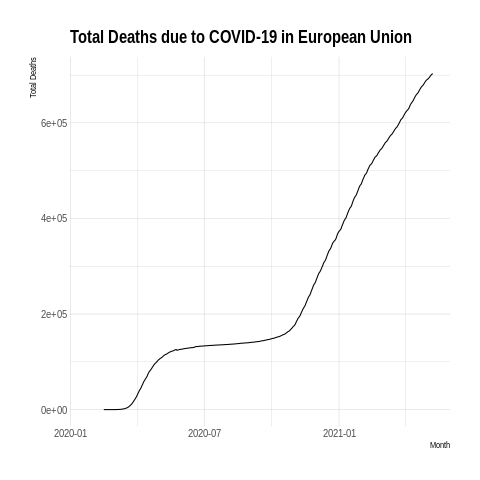 Total Deaths due to COVID-19 in European Union
Total Deaths
6e+05
4e+05
2e+05
0e+00
2020-01 2020-07 2021-01
Month